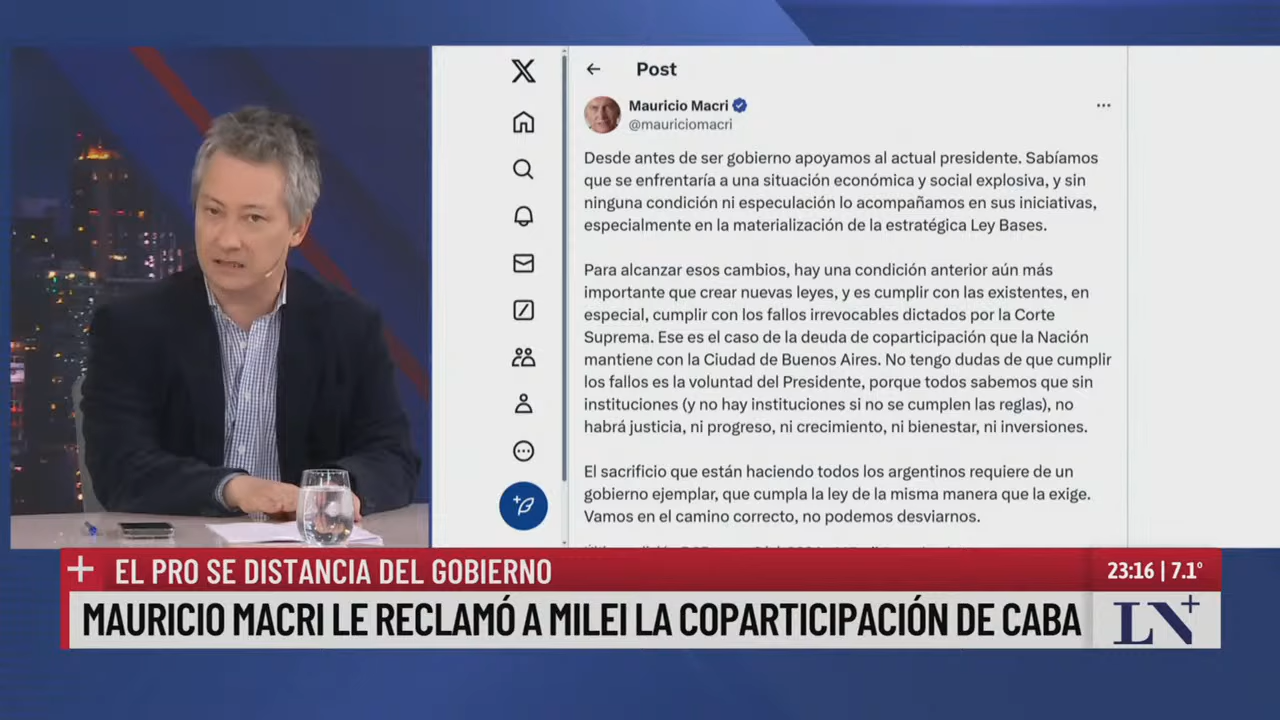 Post
Mauricio Macri
@mauriciomacri
Desde antes de ser gobierno apoyamos al actual presidente. Sabíamos
que se enfrentaría a una situación económica y social explosiva, y sin
ninguna condición ni especulación lo acompañamos en sus iniciativas,
especialmente en la materialización de la estratégica Ley Bases.
Para alcanzar esos cambios, hay una condición anterior aún más
importante que crear nuevas leyes, y es cumplir con las existentes, en
especial, cumplir con los fallos irrevocables dictados por la Corte
Suprema. Ese es el caso de la deuda de coparticipación que la Nación
mantiene con la Ciudad de Buenos Aires. No tengo dudas de que cumplir
los fallos es la voluntad del Presidente, porque todos sabemos que sin
instituciones (y no hay instituciones si no se cumplen las reglas), no
habrá justicia, ni progreso, ni crecimiento, ni bienestar, ni inversiones.
El sacrificio que están haciendo todos los argentinos requiere de un
gobierno ejemplar, que cumpla la ley de la misma manera que la exige.
Vamos en el camino correcto, no podemos desviarnos.
EL PRO SE DISTANCIA DEL GOBIERNO
23:16 | 7.1°
MAURICIO MACRI LE RECLAMÓ A MILEI LA COPARTICIPACIÓN DE CABA
LN+